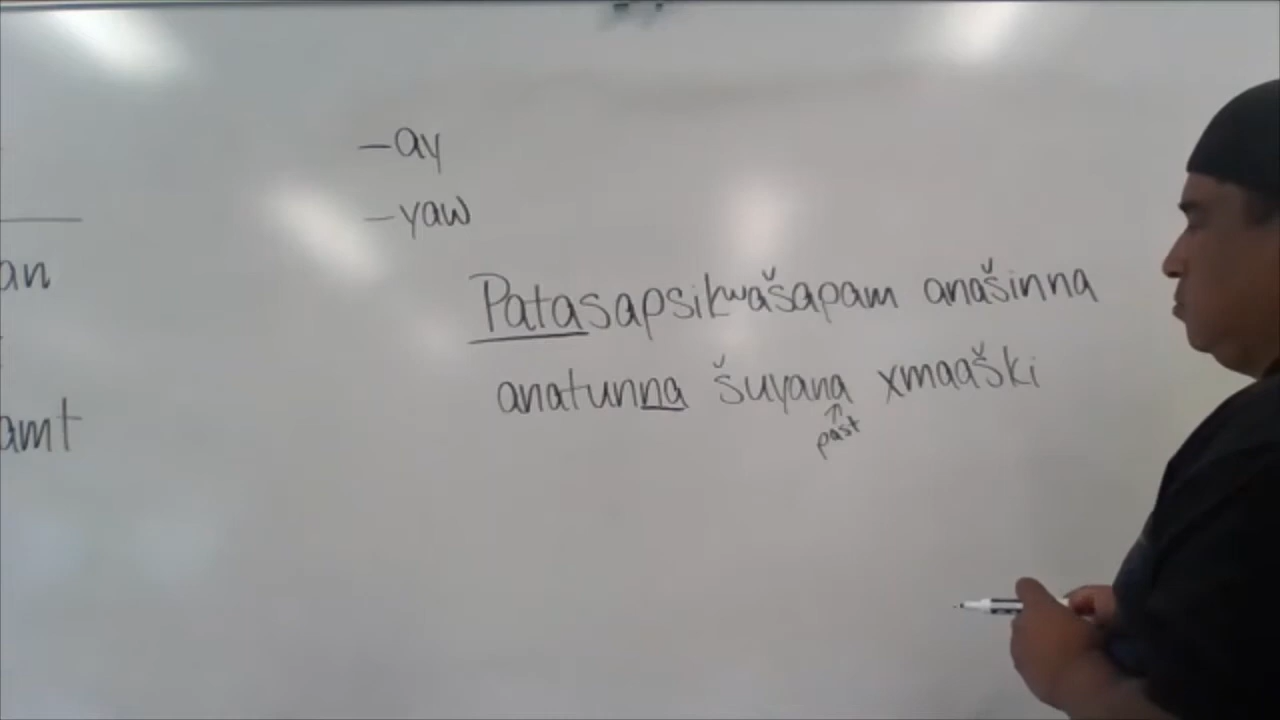 –ay
–yaw
an
amt
Patasapsikʷašapam anašinna
anatunna šuyana xmaaški
↑
past